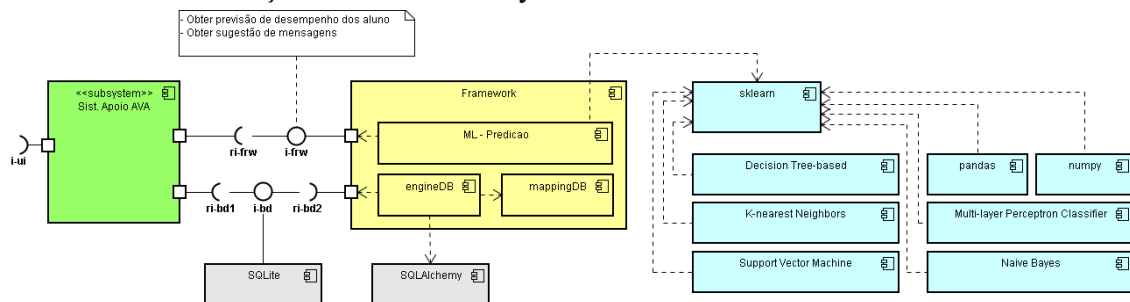 - Obter previsão de desempenho dos aluno
- Obter sugestão de mensagens
<<subsystem>>
Sist. Apoio AVA
Framework
sklearn
ML - Predicao
i-ui
ri-frw
i-frw
Decision Tree-based
pandas
numpy
engineDB
mappingDB
ri-bd1
i-bd
ri-bd2
K-nearest Neighbors
Multi-layer Perceptron Classifier
SQLite
SQLAlchemy
Support Vector Machine
Naive Bayes